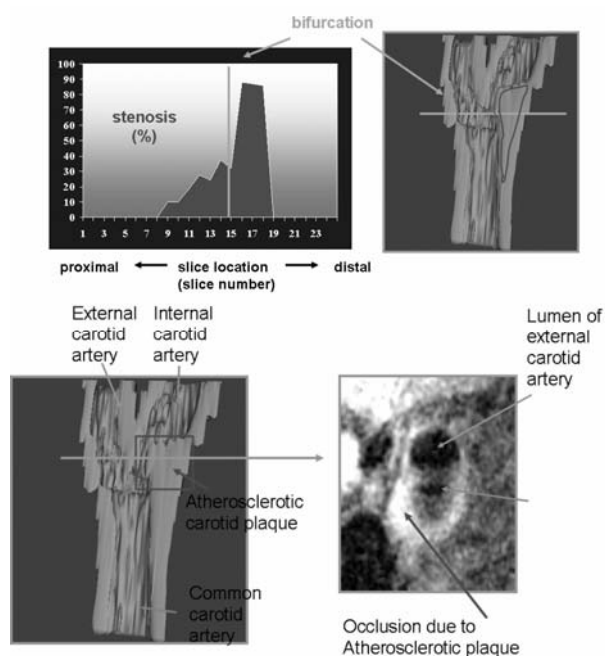 bifurcation
100
90
80
70
60
50
40
30
20
10
0
stenosis
(%)
1 3 5 7 9 11 13 15 17 19 21 23
proximal slice location distal
(slice number)
External
carotid
artery
Internal
carotid
artery
Lumen of
external
carotid
artery
Atherosclerotic
carotid plaque
Common
carotid
artery
Occlusion due to
Atherosclerotic plaque